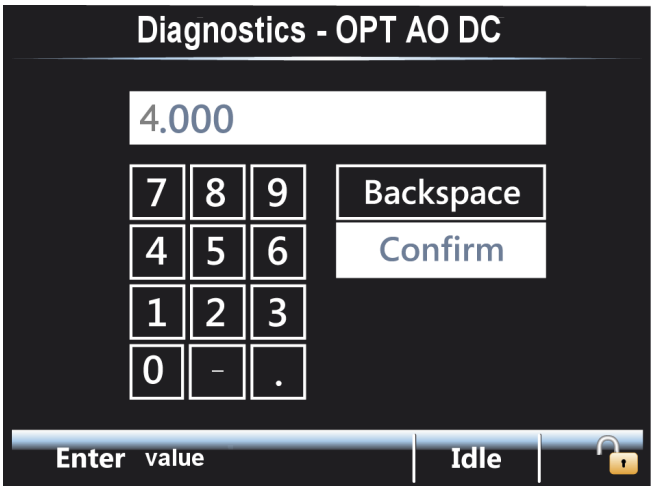 Diagnostics - OPT AO DC
4.000
7 8 9 Backspace
4 5 6 Confirm
1 2 3
0 - .
Enter value Idle